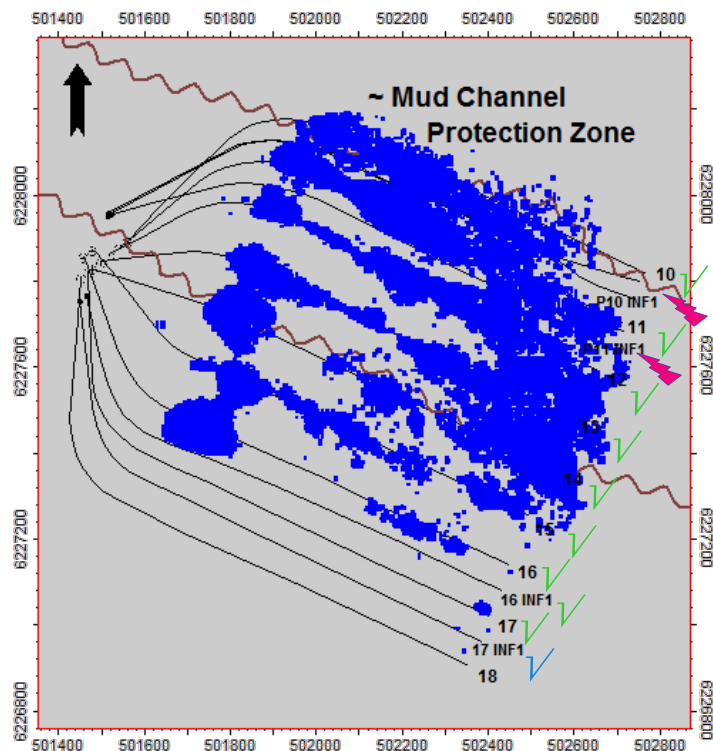 501400 501600 501800 502000 502200 502400 502600 502800
~ Mud Channel
Protection Zone
6228000 6228000
10
P10 INF1
11
P11 INF1
6227600 6227600
12
13
14
15
6227200 6227200
16
16 INF1
17
17 INF1
18
6226800 6226800
501400 501600 501800 502000 502200 502400 502600 502800